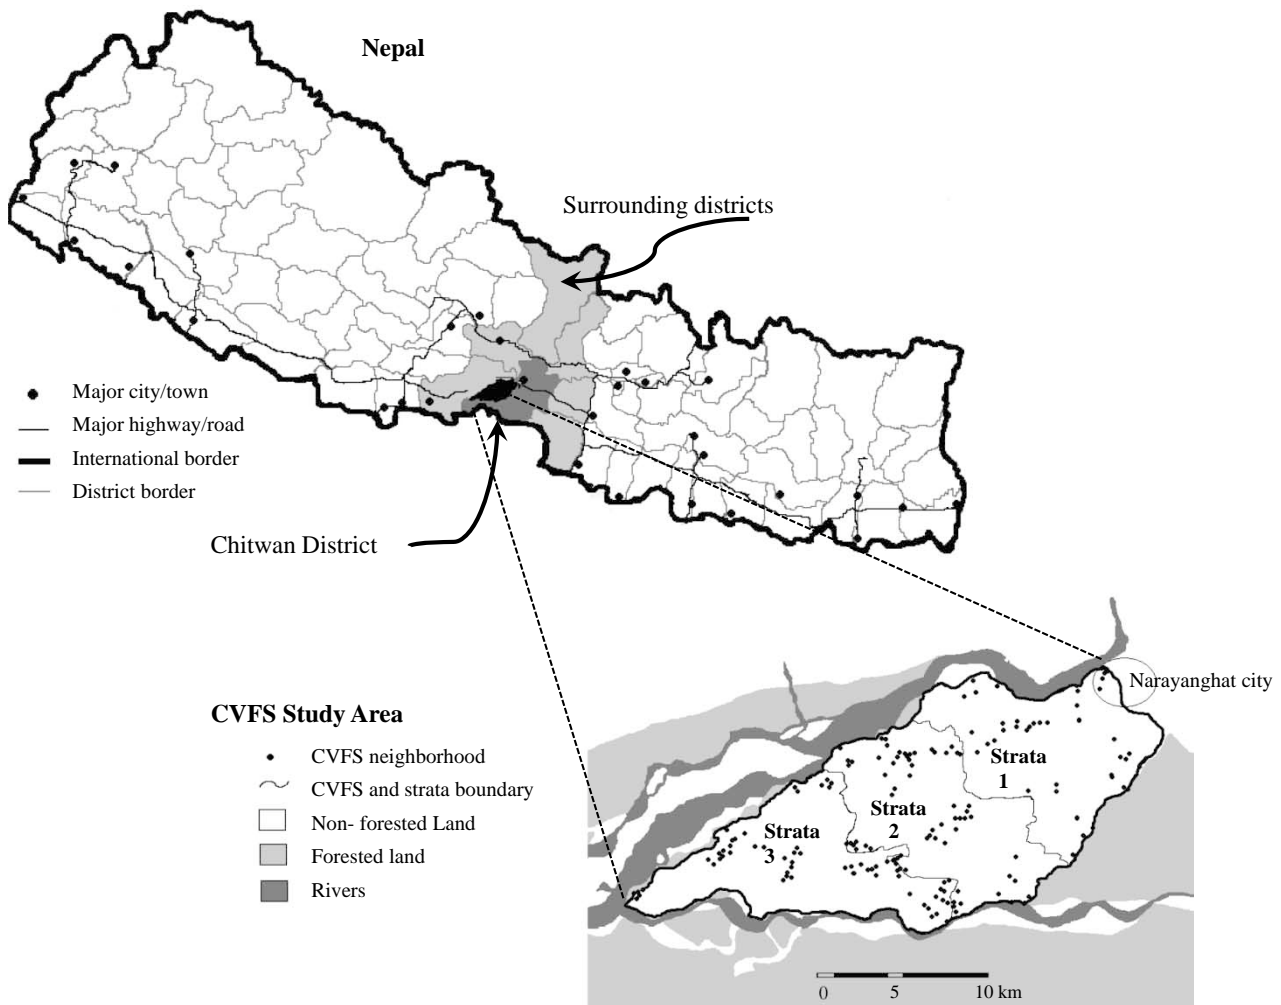 Nepal
Surrounding districts
Major city/town
Major highway/road
International border
District border
Chitwan District
Narayanghat city
CVFS Study Area
CVFS neighborhood
CVFS and strata boundary
Non- forested Land
Forested land
Rivers
Strata
1
Strata
2
Strata
3
0 5 10 km